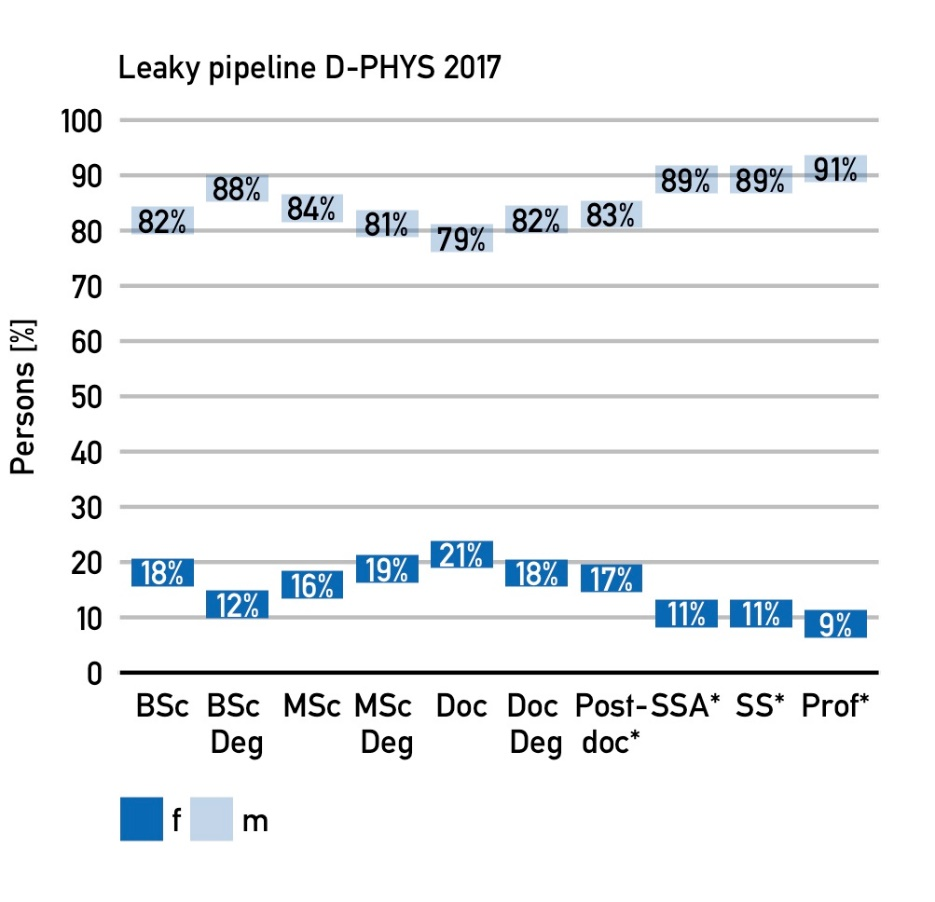 Leaky pipeline D-PHYS 2017
Persons [%]
100
90
80
70
60
50
40
30
20
10
0
82% 88% 84% 81% 79% 82% 83% 89% 89% 91%
18% 12% 16% 19% 21% 18% 17% 11% 11% 9%
BSc BSc MSc MSc Doc Doc Post- SSA* SS* Prof*
Deg Deg Deg doc*
f m